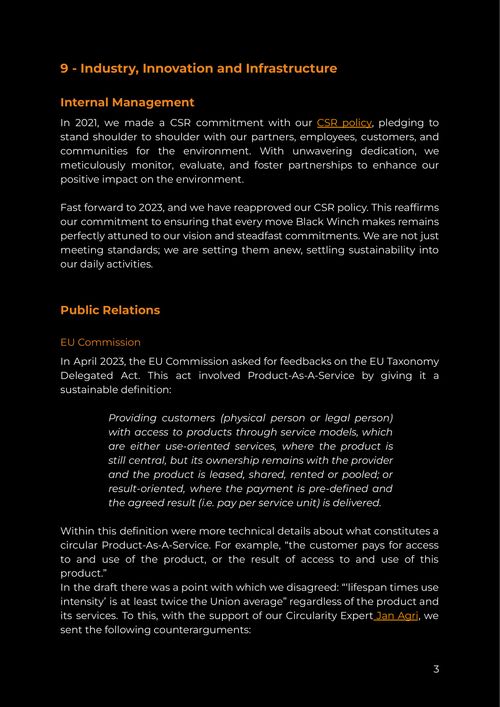 9 - Industry, Innovation and Infrastructure
Internal Management
In 2021, we made a CSR commitment with our CSR policy, pledging to
stand shoulder to shoulder with our partners, employees, customers, and
communities for the environment. With unwavering dedication, we
meticulously monitor, evaluate, and foster partnerships to enhance our
positive impact on the environment.
Fast forward to 2023, and we have reapproved our CSR policy. This reaffirms
our commitment to ensuring that every move Black Winch makes remains
perfectly attuned to our vision and steadfast commitments. We are not just
meeting standards; we are setting them anew, settling sustainability into
our daily activities.
Public Relations
EU Commission
In April 2023, the EU Commission asked for feedbacks on the EU Taxonomy
Delegated Act. This act involved Product-As-A-Service by giving it a
sustainable definition:
Providing customers (physical person or legal person)
with access to products through service models, which
are either use-oriented services, where the product is
still central, but its ownership remains with the provider
and the product is leased, shared, rented or pooled; or
result-oriented, where the payment is pre-defined and
the agreed result (i.e. pay per service unit) is delivered.
Within this definition were more technical details about what constitutes a
circular Product-As-A-Service. For example, “the customer pays for access
to and use of the product, or the result of access to and use of this
product.”
In the draft there was a point with which we disagreed: “‘lifespan times use
intensity’ is at least twice the Union average” regardless of the product and
its services. To this, with the support of our Circularity Expert Jan Agri, we
sent the following counterarguments:
3